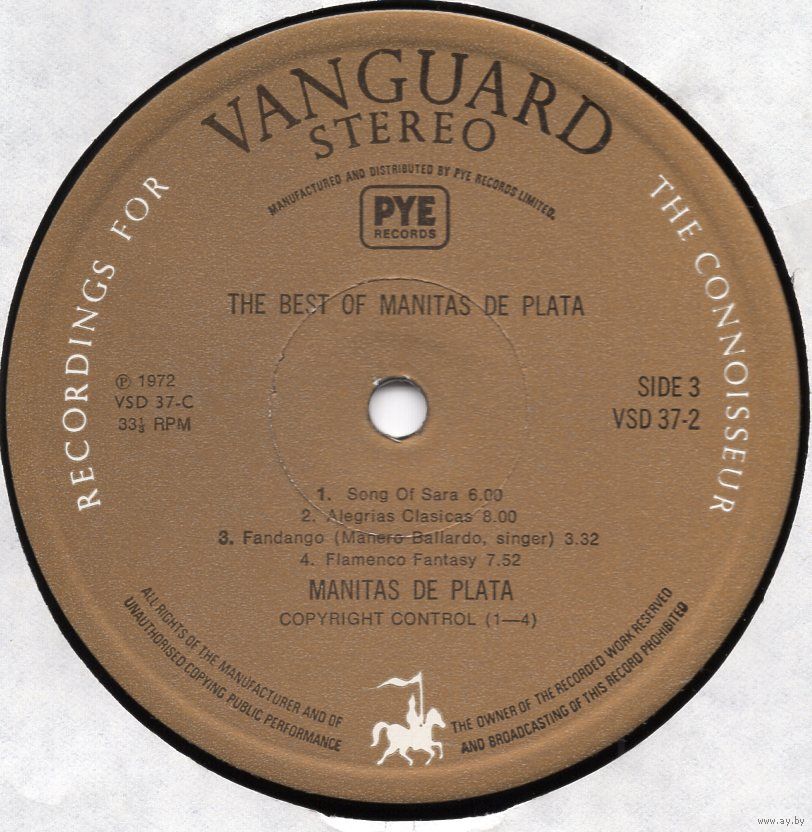 VANGUARD
STEREO
MANUFACTURED AND DISTRIBUTED BY PYE RECORDS LIMITED.
PYE
RECORDS
RECORDINGS FOR
THE CONNOISSEUR
THE BEST OF MANITAS DE PLATA
℗ 1972
VSD 37-C
33⅓ RPM
SIDE 3
VSD 37-2
1. Song Of Sara 6.00
2. Alegrias Clasicas 8.00
3. Fandango (Manero Ballardo, singer) 3.32
4. Flamenco Fantasy 7.52
MANITAS DE PLATA
COPYRIGHT CONTROL (1—4)
ALL RIGHTS OF THE MANUFACTURER AND OF THE OWNER OF THE RECORDED WORK RESERVED
UNAUTHORISED COPYING PUBLIC PERFORMANCE AND BROADCASTING OF THIS RECORD PROHIBITED
www.ay.by